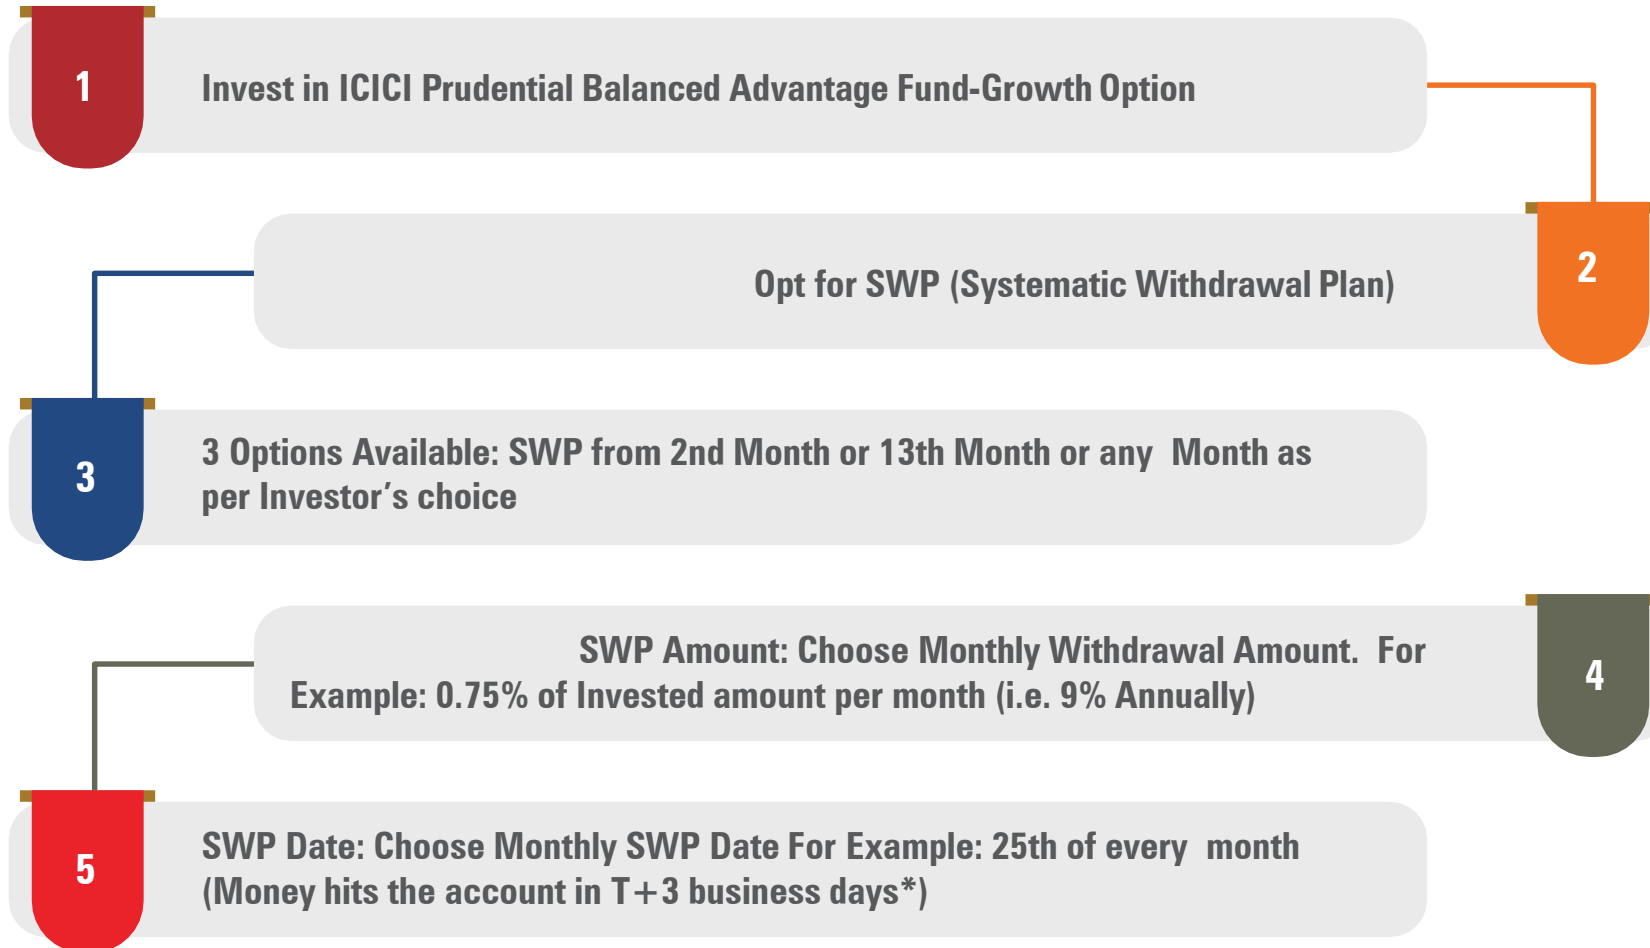 1
Invest in ICICI Prudential Balanced Advantage Fund-Growth Option
2
Opt for SWP (Systematic Withdrawal Plan)
3
3 Options Available: SWP from 2nd Month or 13th Month or any Month as
per Investor’s choice
4
SWP Amount: Choose Monthly Withdrawal Amount. For
Example: 0.75% of Invested amount per month (i.e. 9% Annually)
5
SWP Date: Choose Monthly SWP Date For Example: 25th of every month
(Money hits the account in T+3 business days*)